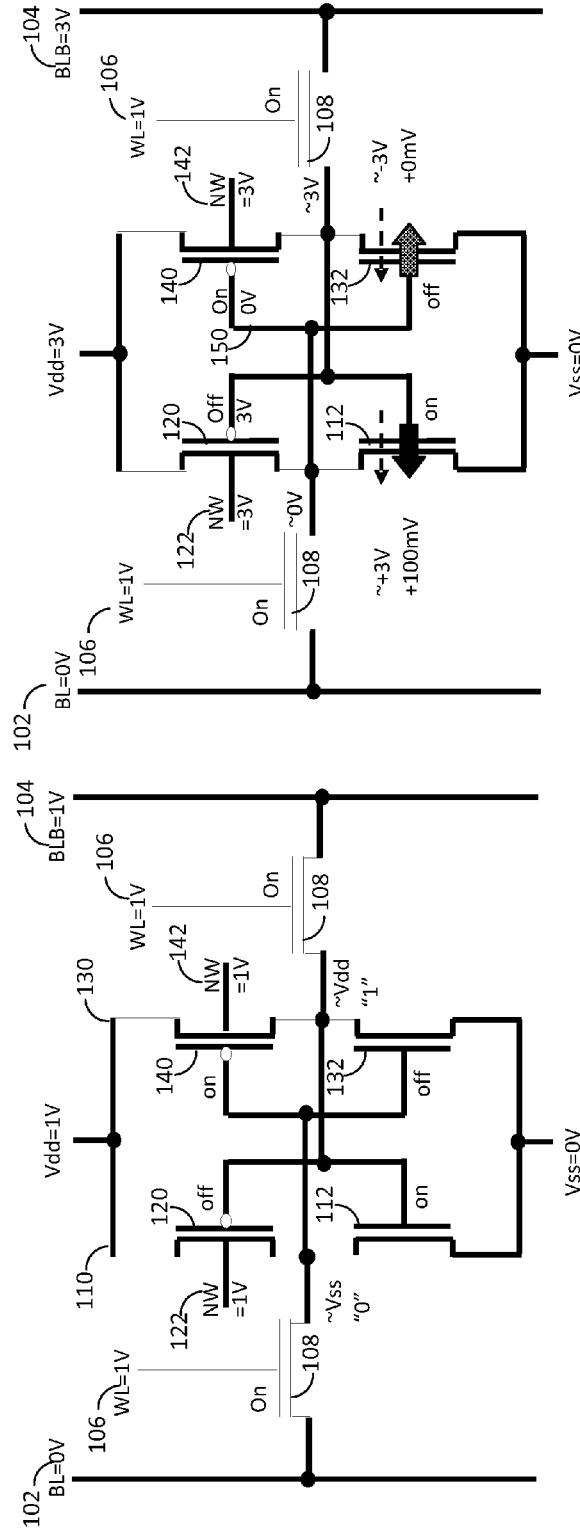 102
BL=0V
106
WL=1V
On
108
110
122
NW
=1V
120
off
Vdd=1V
130
140
on
142
NW
=1V
106
WL=1V
On
108
104
BLB=1V
~Vss
"0"
~Vdd
"1"
112
on
132
off
Vss=0V
102
BL=0V
106
WL=1V
On
108
122
NW
=3V
120
Off
3V
Vdd=3V
140
On
0V
150
142
NW
=3V
106
WL=1V
On
108
104
BLB=3V
~0V
~3V
~+3V
+100mV
112
on
132
off
~-3V
+0mV
Vss=0V